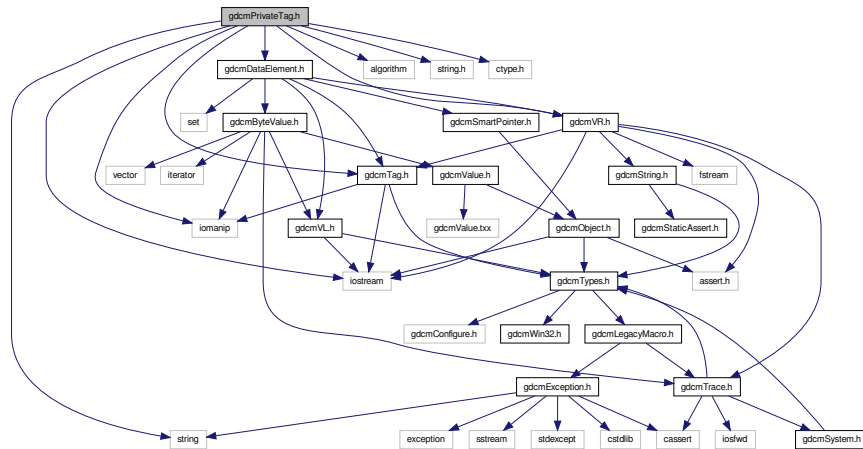 gdcmPrivateTag.h
gdcmDataElement.h
algorithm
string.h
ctype.h
set
gdcmByteValue.h
gdcmSmartPointer.h
gdcmVR.h
vector
iterator
gdcmTag.h
gdcmValue.h
gdcmString.h
fstream
iomanip
gdcmVL.h
gdcmValue.txx
gdcmObject.h
gdcmStaticAssert.h
iostream
gdcmTypes.h
assert.h
gdcmConfigure.h
gdcmWin32.h
gdcmLegacyMacro.h
gdcmException.h
gdcmTrace.h
string
exception
sstream
stdexcept
cstdlib
cassert
iosfwd
gdcmSystem.h